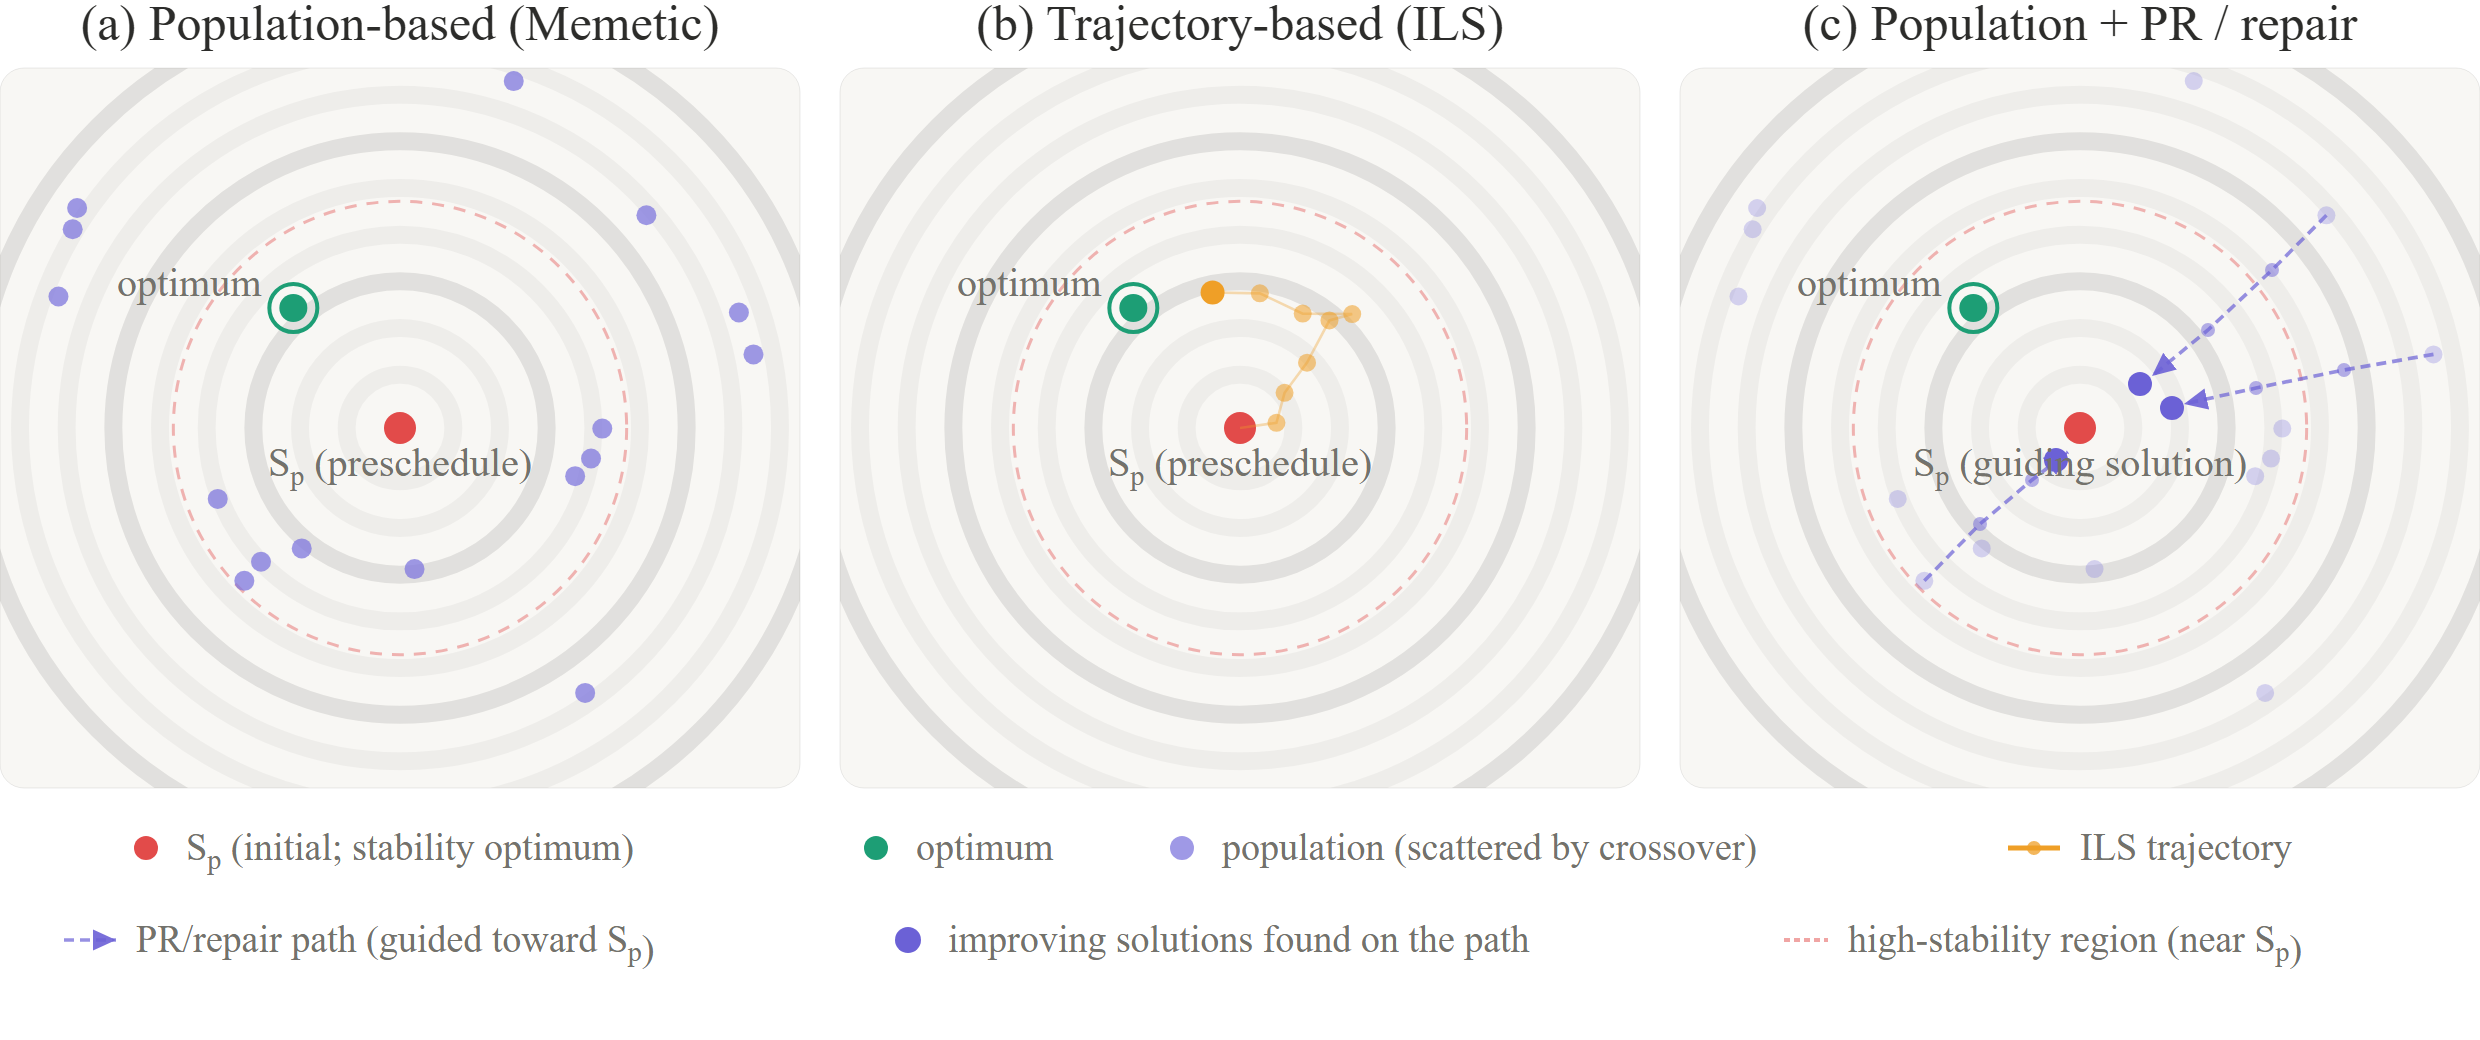 (a) Population-based (Memetic)
(b) Trajectory-based (ILS)
(c) Population + PR / repair
optimum
Sp (preschedule)
optimum
Sp (preschedule)
optimum
Sp (guiding solution)
Sp (initial; stability optimum)
optimum
population (scattered by crossover)
ILS trajectory
PR/repair path (guided toward Sp)
improving solutions found on the path
high-stability region (near Sp)